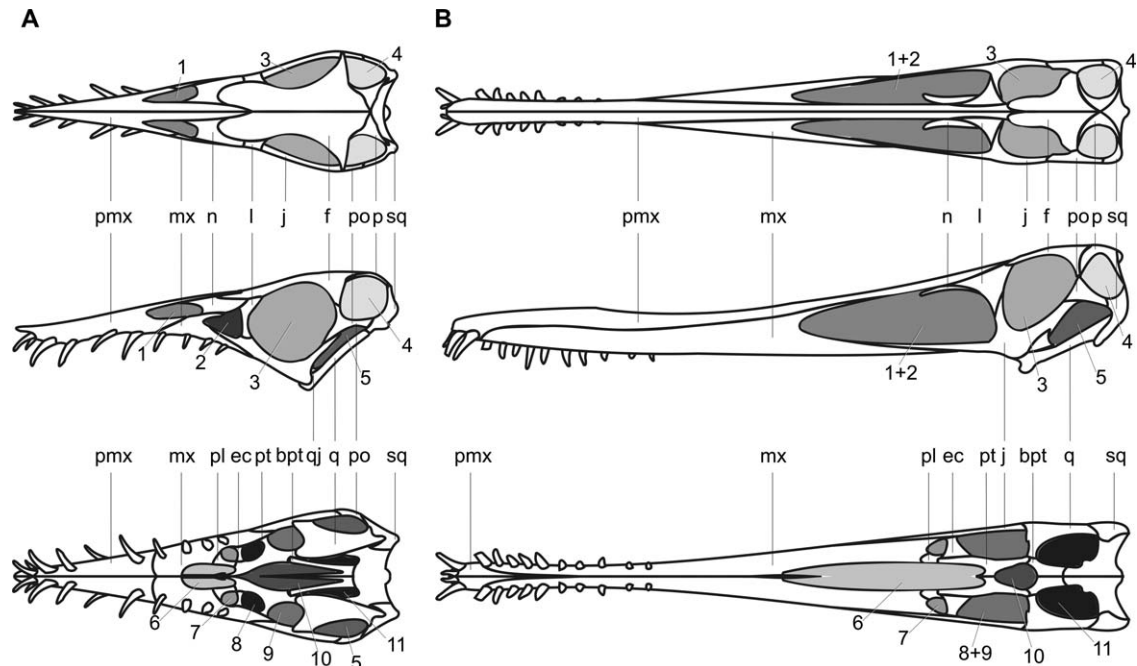 A B
1 3 4 1+2 3 4
pmx mx n l j f po p sq pmx mx n l j f po p sq
1 2 3 5 4 1+2 3 5 4
pmx mx pl ec pt bpt qj q po sq pmx mx pl ec pt j bpt q sq
6 7 8 9 10 5 11 6 7 8+9 10 11